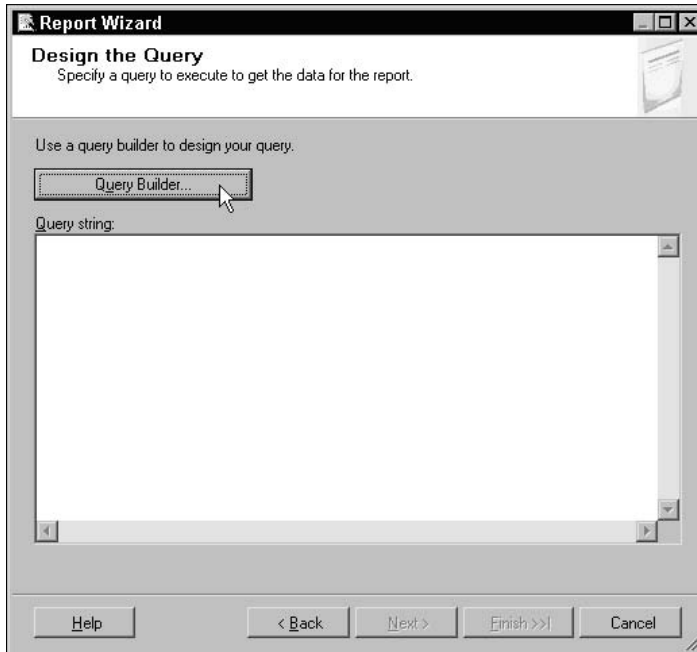 Report Wizard
Design the Query
Specify a query to execute to get the data for the report.
Use a query builder to design your query.
Query Builder...
Query string:
Help
< Back
Next >
Finish >>|
Cancel